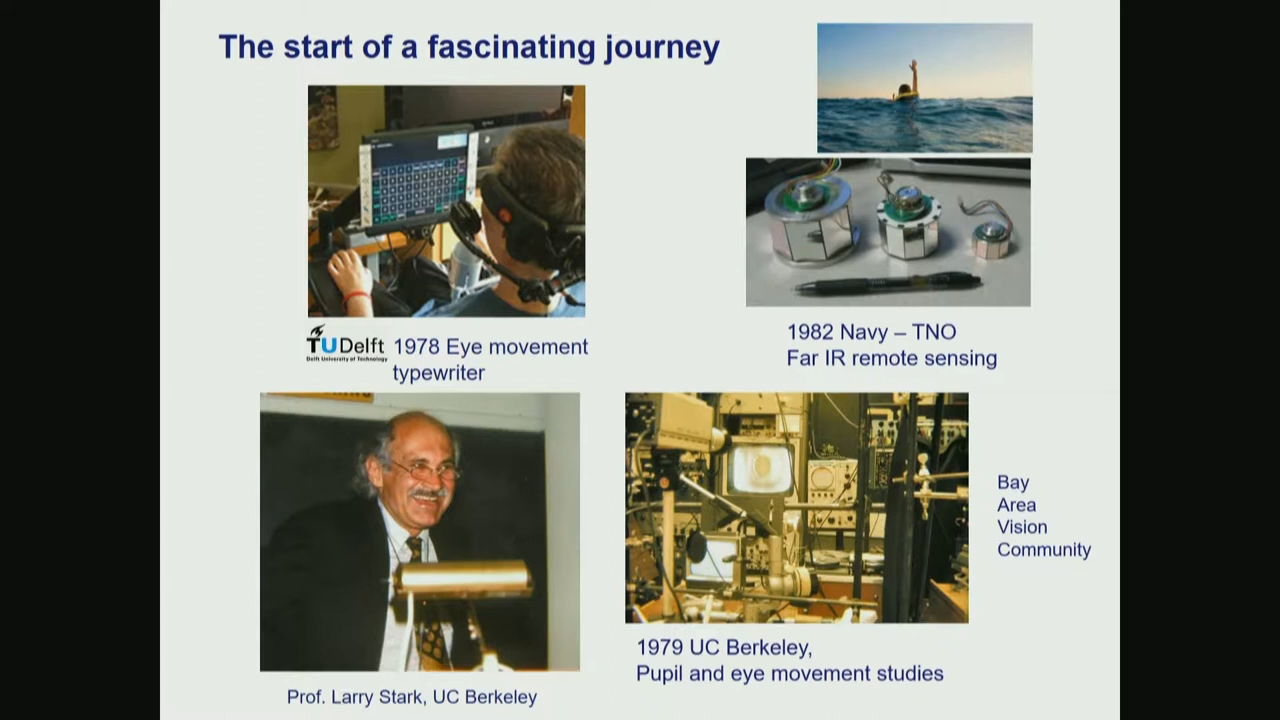 The start of a fascinating journey
TUDelft
Delft University of Technology
1978 Eye movement
typewriter
1982 Navy – TNO
Far IR remote sensing
Bay
Area
Vision
Community
1979 UC Berkeley,
Pupil and eye movement studies
Prof. Larry Stark, UC Berkeley